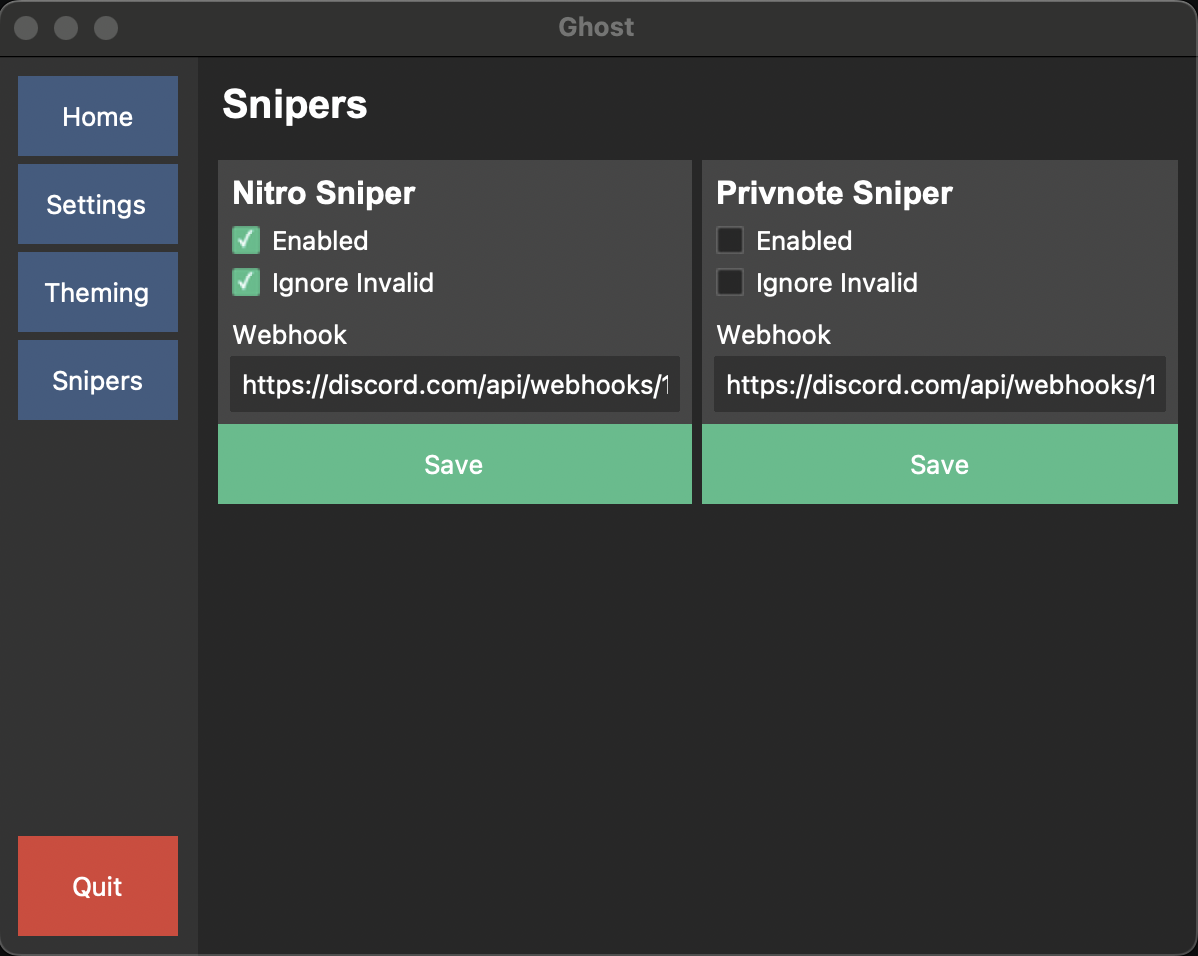 Ghost
Home
Settings
Theming
Snipers
Quit
Snipers
Nitro Sniper
Enabled
Ignore Invalid
Webhook
https://discord.com/api/webhooks/1
Save
Privnote Sniper
Enabled
Ignore Invalid
Webhook
https://discord.com/api/webhooks/1
Save